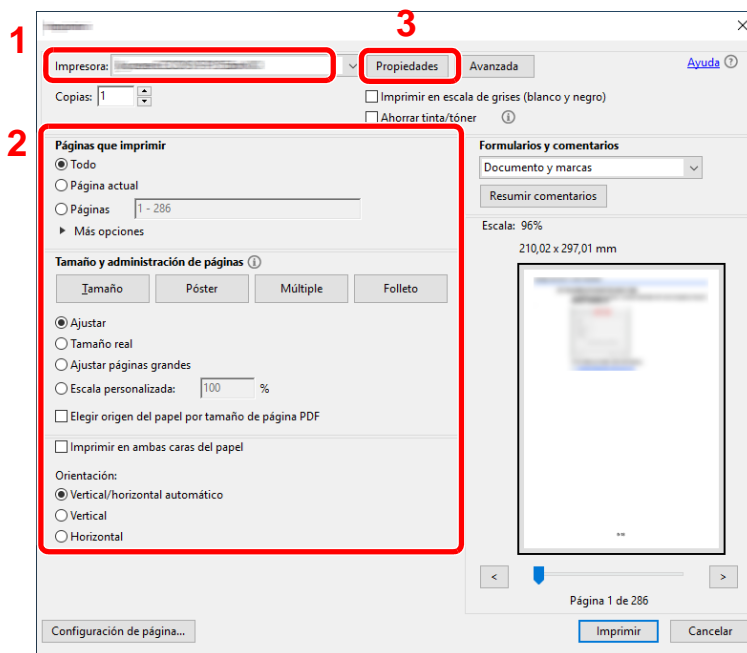 1
3
Impresora:
Propiedades
Avanzada
Ayuda
Copias: 1
Imprimir en escala de grises (blanco y negro)
Ahorrar tinta/tóner
2
Páginas que imprimir
Todo
Página actual
Páginas 1 - 286
Más opciones
Tamaño y administración de páginas
Tamaño Póster Múltiple Folleto
Ajustar
Tamaño real
Ajustar páginas grandes
Escala personalizada: 100 %
Elegir origen del papel por tamaño de página PDF
Imprimir en ambas caras del papel
Orientación:
Vertical/horizontal automático
Vertical
Horizontal
Formularios y comentarios
Documento y marcas
Resumir comentarios
Escala: 96%
210,02 x 297,01 mm
< >
Página 1 de 286
Configuración de página...
Imprimir Cancelar